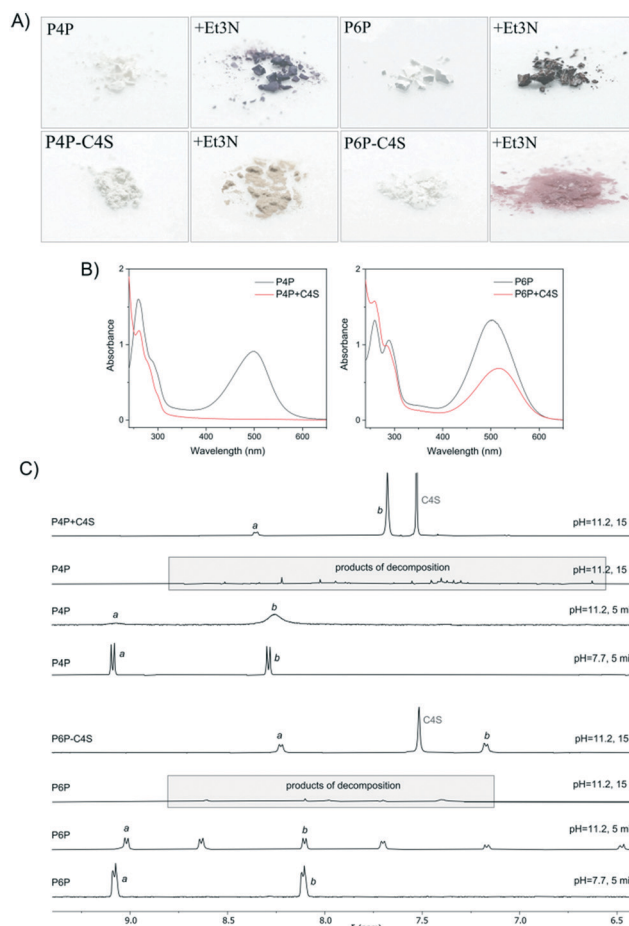 A)
P4P
+Et3N
P6P
+Et3N
P4P-C4S
+Et3N
P6P-C4S
+Et3N
B)
2
1
0
Absorbance
P4P
P4P+C4S
300 400 500 600
Wavelength (nm)
2
1
0
Absorbance
P6P
P6P+C4S
300 400 500 600
Wavelength (nm)
C)
P4P+C4S
a
b
C4S
pH=11.2, 15
P4P
products of decomposition
pH=11.2, 15
P4P
a
b
pH=11.2, 5 mi
P4P
a
b
pH=7.7, 5 mi
P6P-C4S
a
C4S
b
pH=11.2, 15
P6P
products of decomposition
pH=11.2, 15
P6P
a
b
pH=11.2, 5 mi
P6P
a
b
pH=7.7, 5 mi
9.0 8.5 8.0 7.5 7.0 6.5